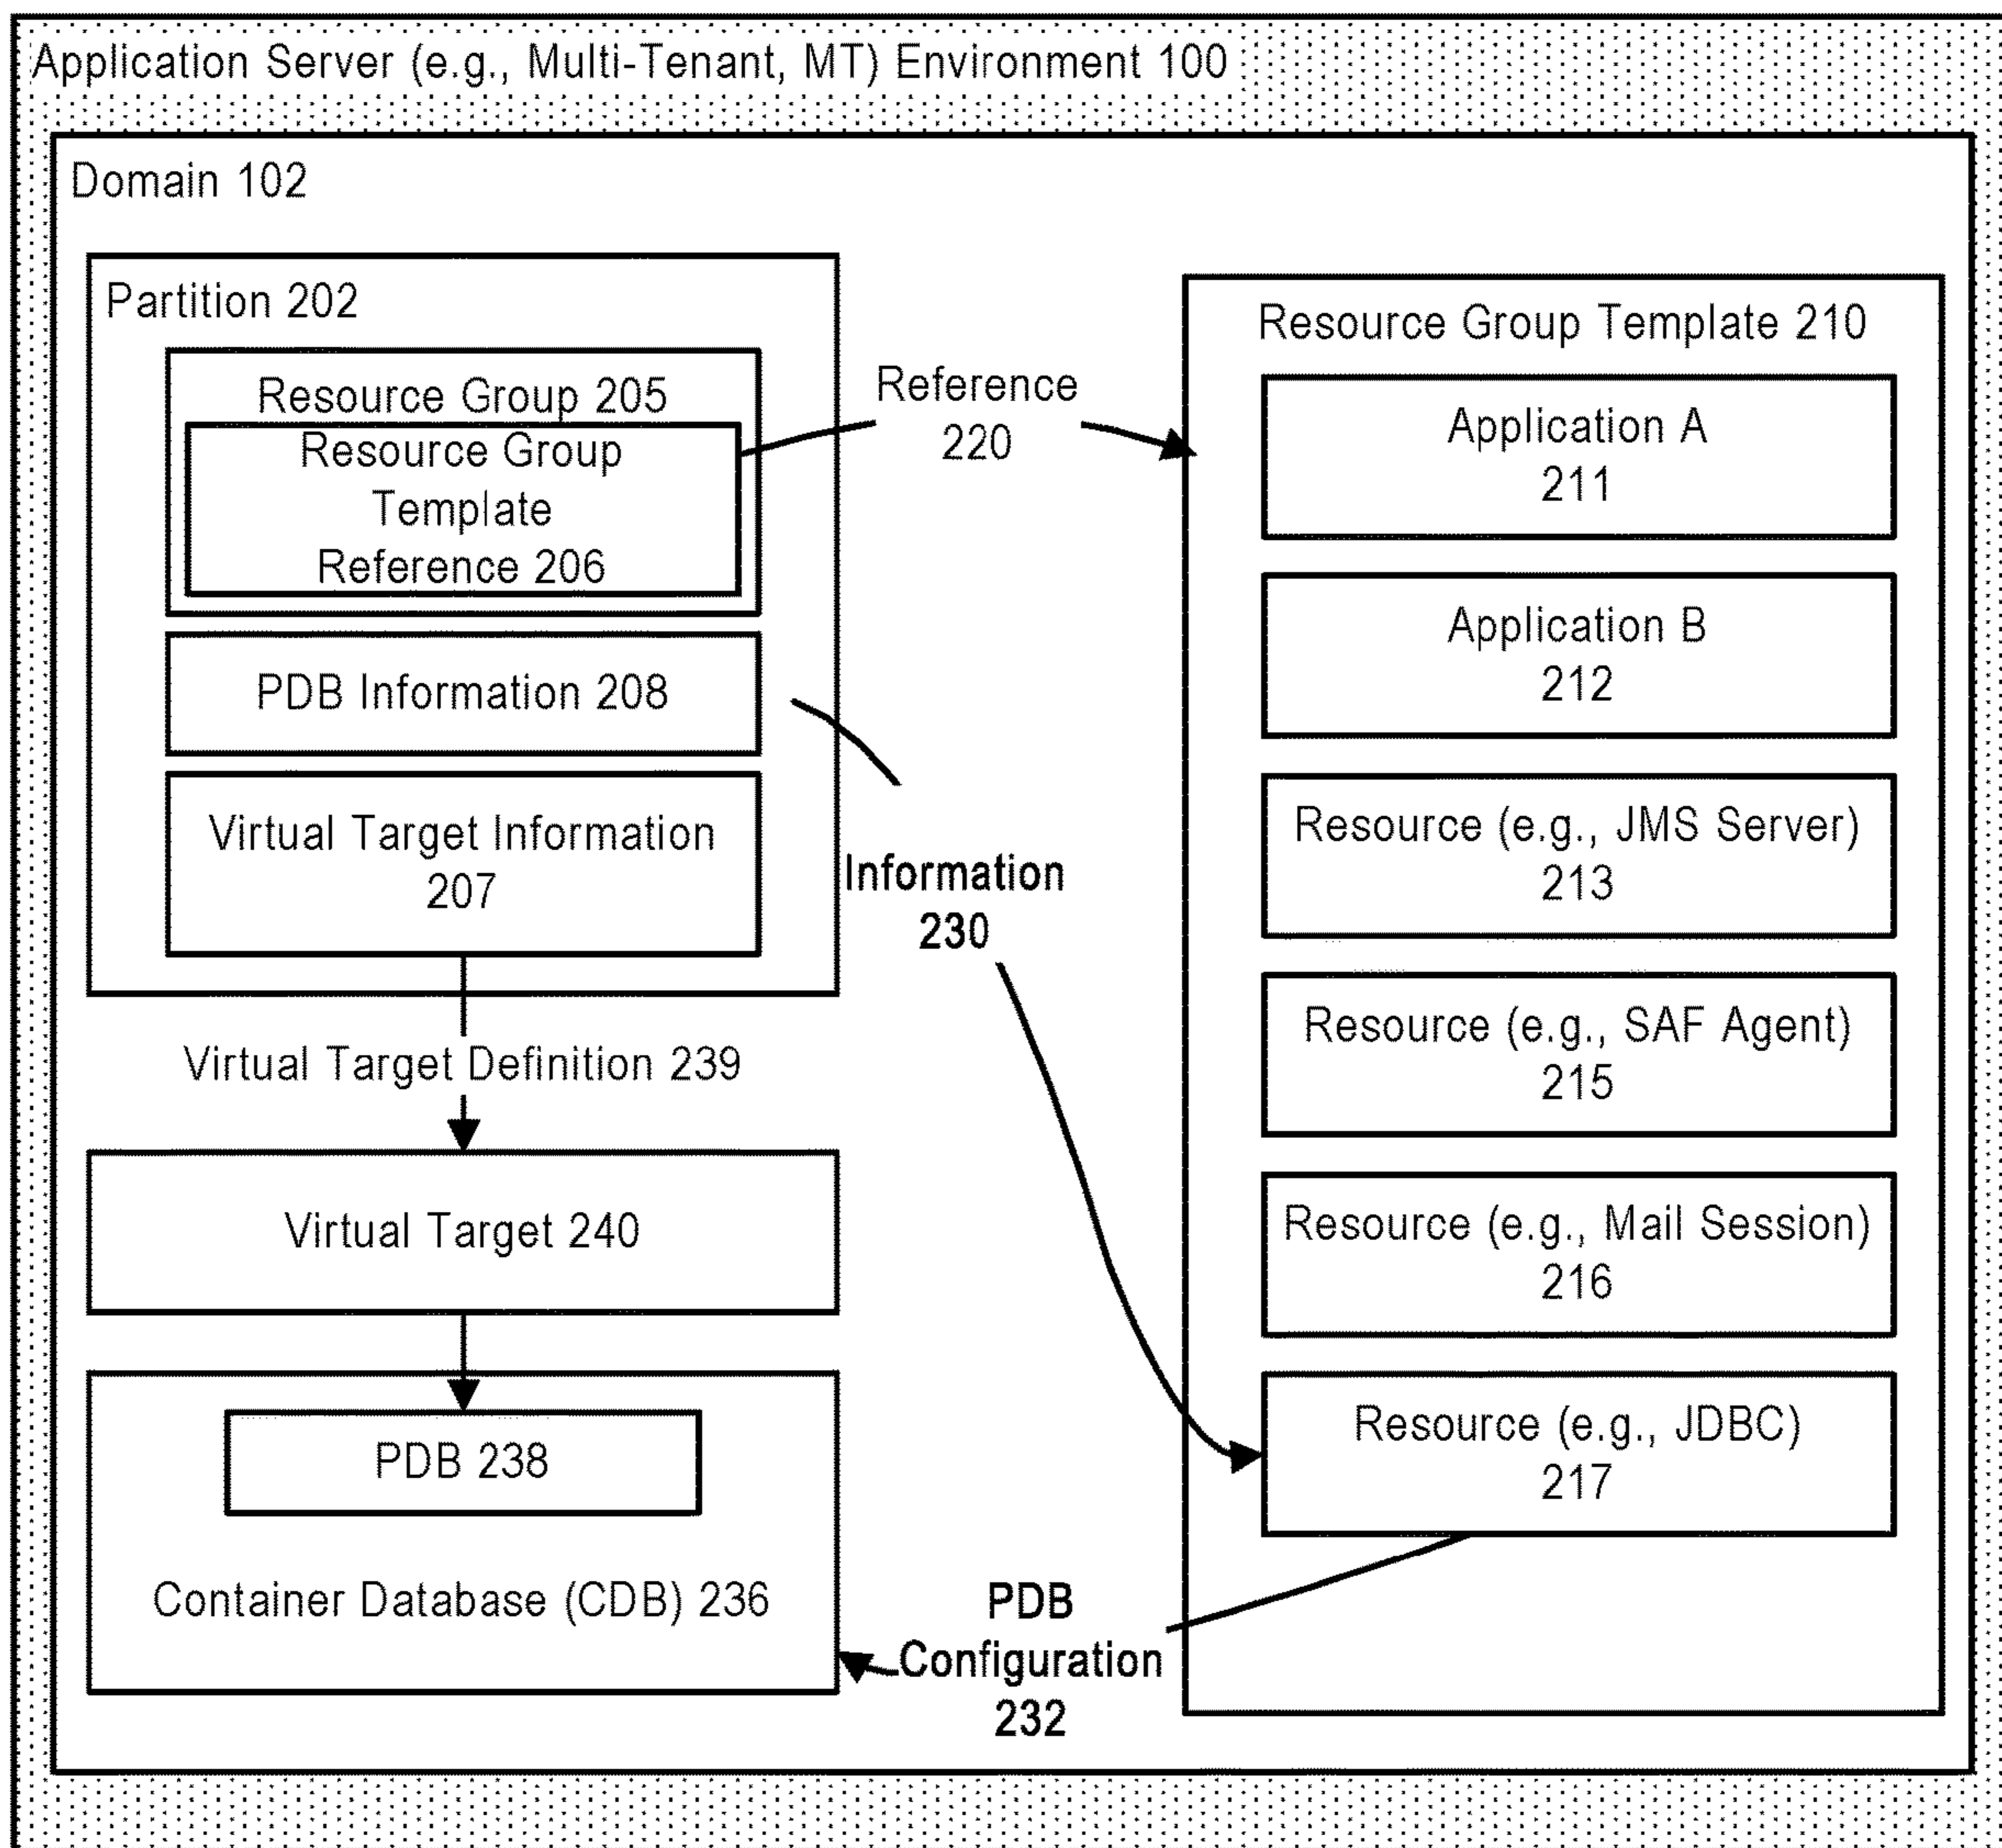 Application Server (e.g., Multi-Tenant, MT) Environment 100
Domain 102
Partition 202
Resource Group 205
Resource Group
Template
Reference 206
PDB Information 208
Virtual Target Information
207
Virtual Target Definition 239
Virtual Target 240
PDB 238
Container Database (CDB) 236
Reference
220
Information
230
PDB
Configuration
232
Resource Group Template 210
Application A
211
Application B
212
Resource (e.g., JMS Server)
213
Resource (e.g., SAF Agent)
215
Resource (e.g., Mail Session)
216
Resource (e.g., JDBC)
217